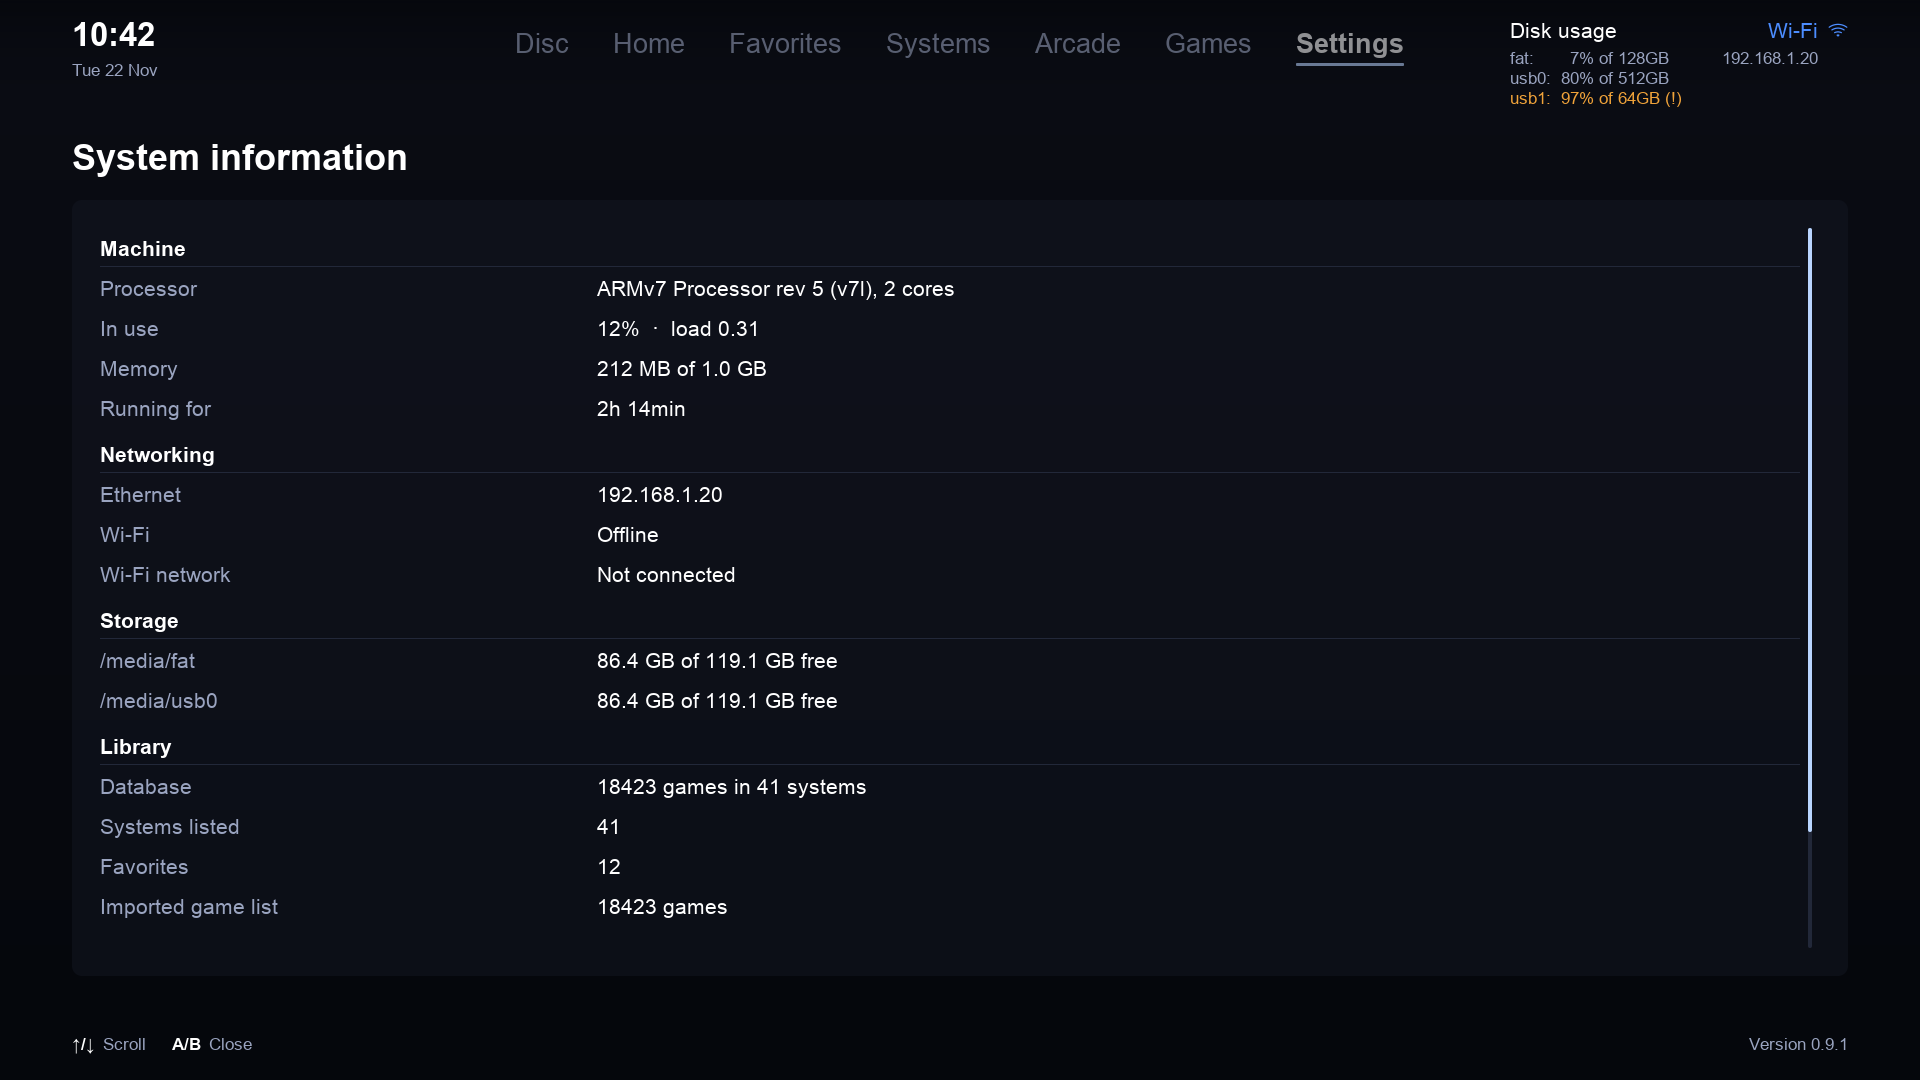 10:42
Tue 22 Nov
Disc Home Favorites Systems Arcade Games Settings
Disk usage
fat: 7% of 128GB
usb0: 80% of 512GB
usb1: 97% of 64GB (!)
Wi-Fi
192.168.1.20
System information
Machine
Processor ARMv7 Processor rev 5 (v7l), 2 cores
In use 12% · load 0.31
Memory 212 MB of 1.0 GB
Running for 2h 14min
Networking
Ethernet 192.168.1.20
Wi-Fi Offline
Wi-Fi network Not connected
Storage
/media/fat 86.4 GB of 119.1 GB free
/media/usb0 86.4 GB of 119.1 GB free
Library
Database 18423 games in 41 systems
Systems listed 41
Favorites 12
Imported game list 18423 games
↑/↓ Scroll A/B Close
Version 0.9.1